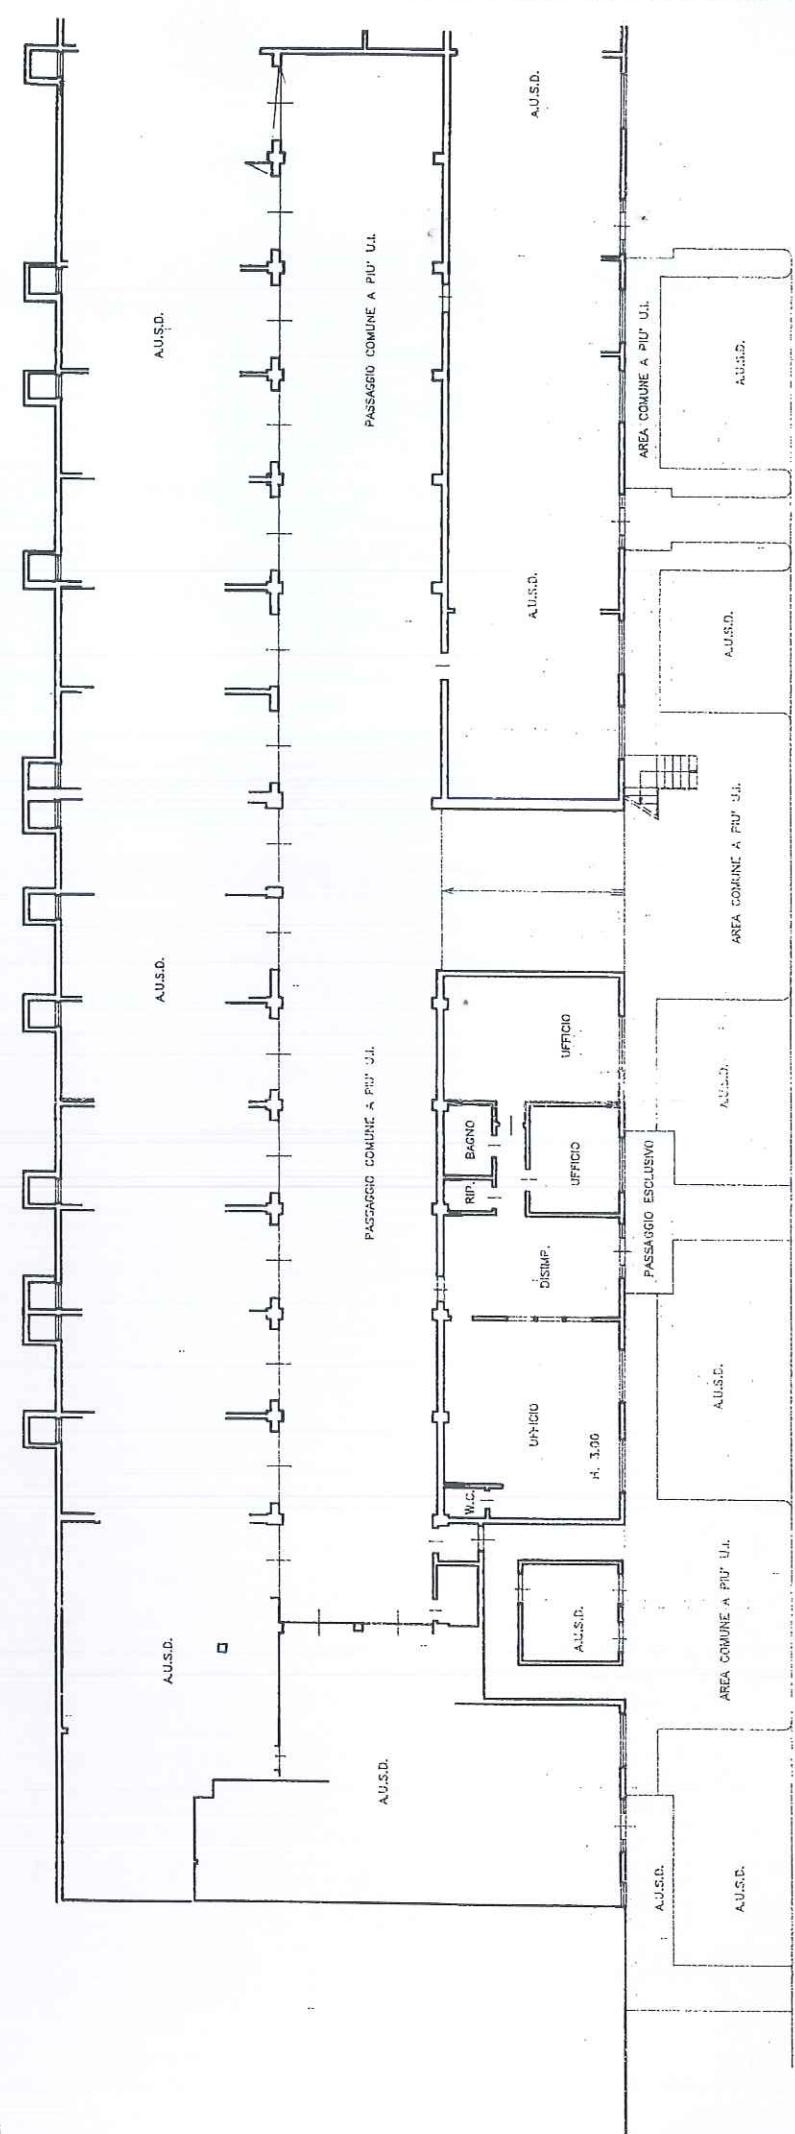 A.U.S.D.
A.U.S.D.
PASSAGGIO COMUNE A PIU' U.I.
AREA COMUNE A PIU' U.I.
A.U.S.D.
A.U.S.D.
A.U.S.D.
AREA COMUNE A PIU' U.I.
A.U.S.D.
UFFICIO
A.U.S.D.
PASSAGGIO COMUNE A PIU' U.I.
BAGNO
RIP.
UFFICIO
PASSAGGIO ESCLUSIVO
DISIMP.
A.U.S.D.
UFFICIO
H. 3.00
W.C.
A.U.S.D.
A.U.S.D.
AREA COMUNE A PIU' U.I.
A.U.S.D.
A.U.S.D.
A.U.S.D.